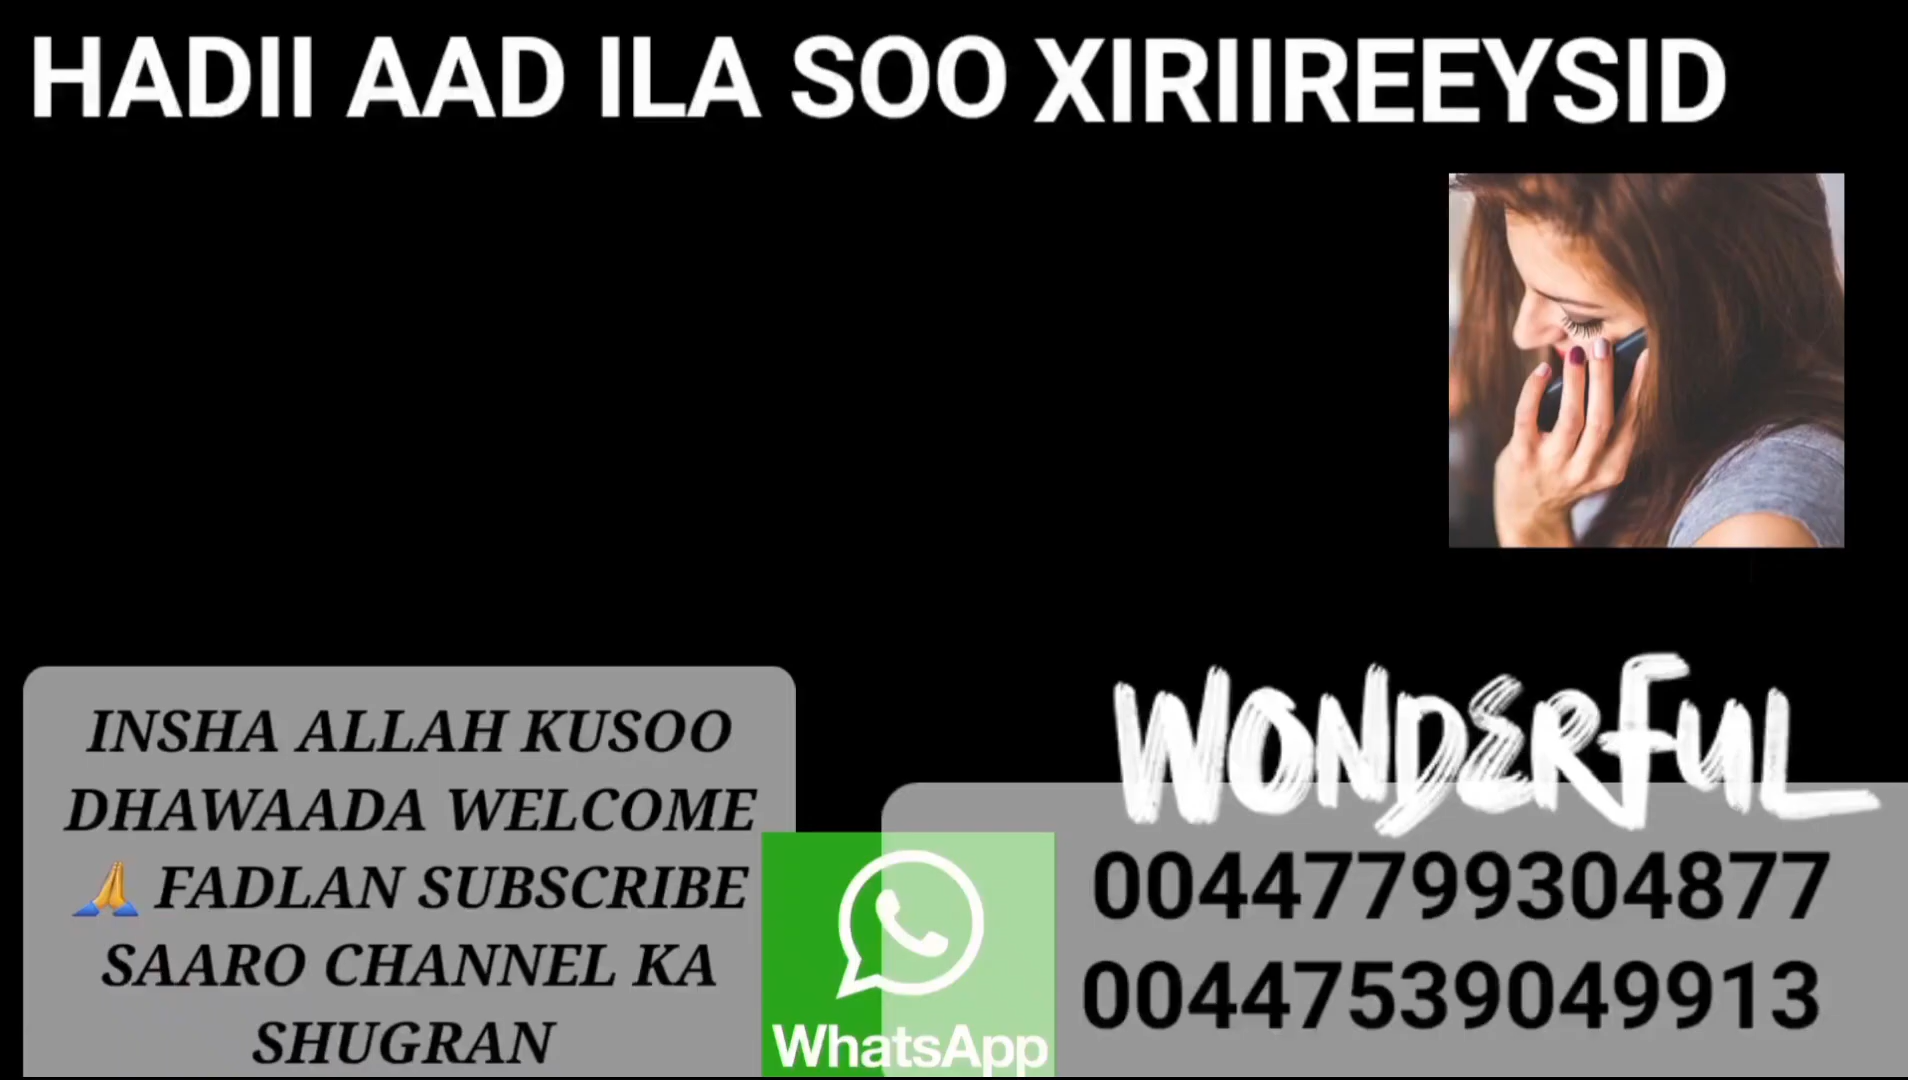 HADII AAD ILA SOO XIRIIREEYSID
INSHA ALLAH KUSOO
DHAWAADA WELCOME
🙏 FADLAN SUBSCRIBE
SAARO CHANNEL KA
SHUGRAN
WhatsApp
WONDERFUL
00447799304877
00447539049913